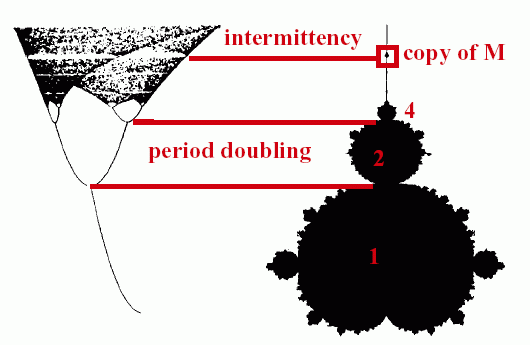 intermittency
copy of M
4
period doubling
2
1